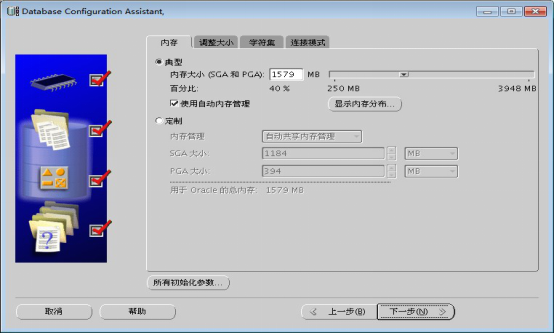 Database Configuration Assistant,
内存 调整大小 字符集 连接模式
典型
内存大小 (SGA 和 PGA): 1579 MB
百分比: 40 % 250 MB 3948 MB
使用自动内存管理 显示内存分布...
定制
内存管理 自动共享内存管理
SGA 大小: 1184 MB
PGA 大小: 394 MB
用于 Oracle 的总内存: 1579 MB
?
所有初始化参数...
取消 帮助 上一步(B) 下一步(N)